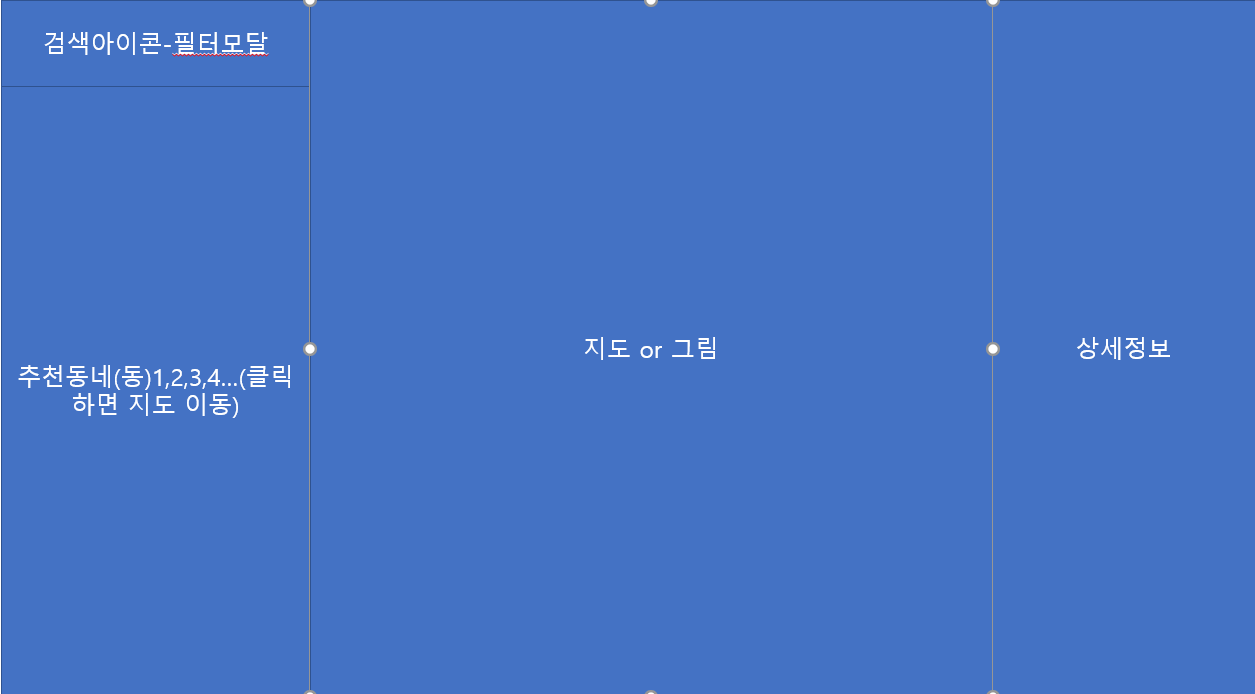 검색아이콘-필터모달
추천동네(동)1,2,3,4...(클릭
하면 지도 이동)
지도 or 그림
상세정보